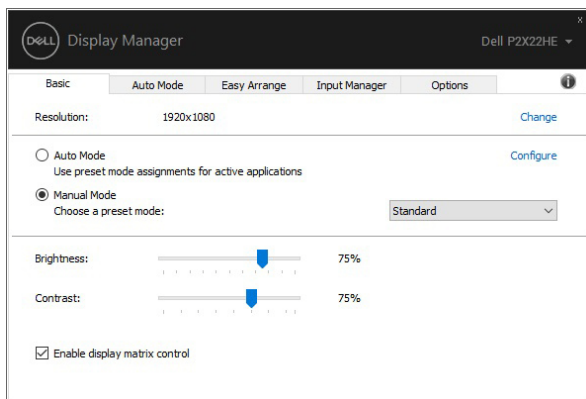 DELL Display Manager
Dell P2X22HE
x
Basic Auto Mode Easy Arrange Input Manager Options
Resolution: 1920x1080 Change
Auto Mode Configure
Use preset mode assignments for active applications
Manual Mode
Choose a preset mode: Standard
Brightness: 75%
Contrast: 75%
Enable display matrix control